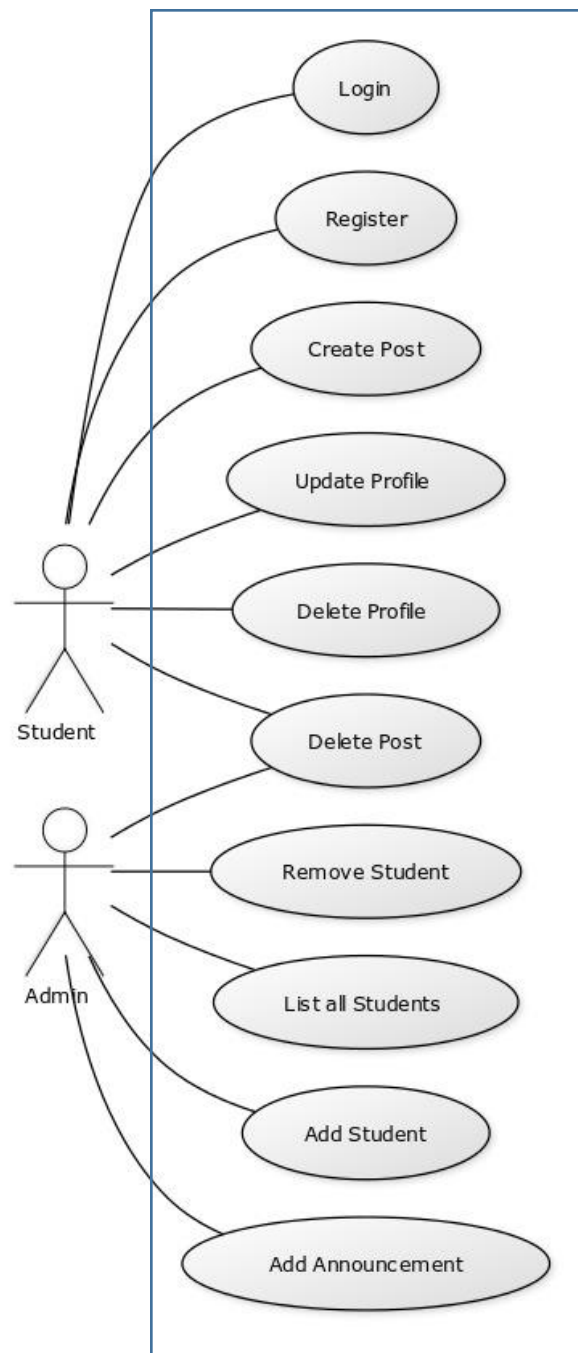 Login
Register
Create Post
Update Profile
Delete Profile
Student
Delete Post
Remove Student
Admin
List all Students
Add Student
Add Announcement